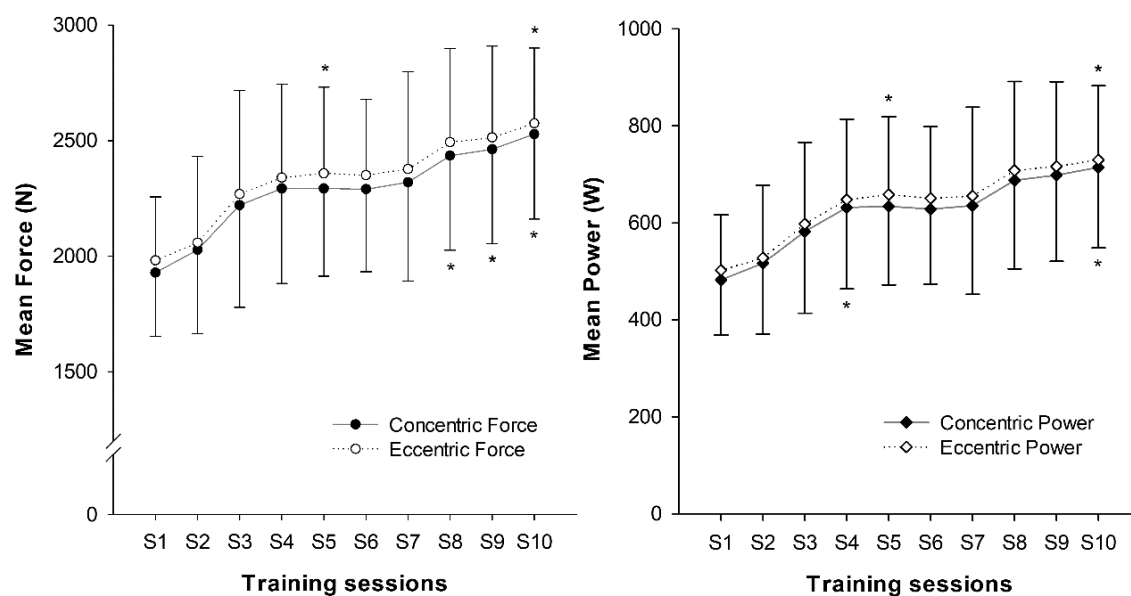 3000
2500
2000
1500
0
Mean Force (N)
* *
* * *
Concentric Force
Eccentric Force
S1 S2 S3 S4 S5 S6 S7 S8 S9 S10
Training sessions
1000
800
600
400
200
0
Mean Power (W)
* *
* *
Concentric Power
Eccentric Power
S1 S2 S3 S4 S5 S6 S7 S8 S9 S10
Training sessions